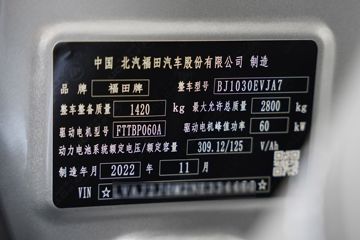 中国 北汽福田汽车股份有限公司 制造
品牌 福田牌 整车型号 BJ1030EVJA7
整车整备质量 1420 kg 最大允许总质量 2800 kg
驱动电机型号 FTTBP060A 驱动电机峰值功率 60 kW
动力电池系统额定电压/额定容量 309.12/125 V/Ah
制造年月 2022 年 11 月
VIN ☆ ☆